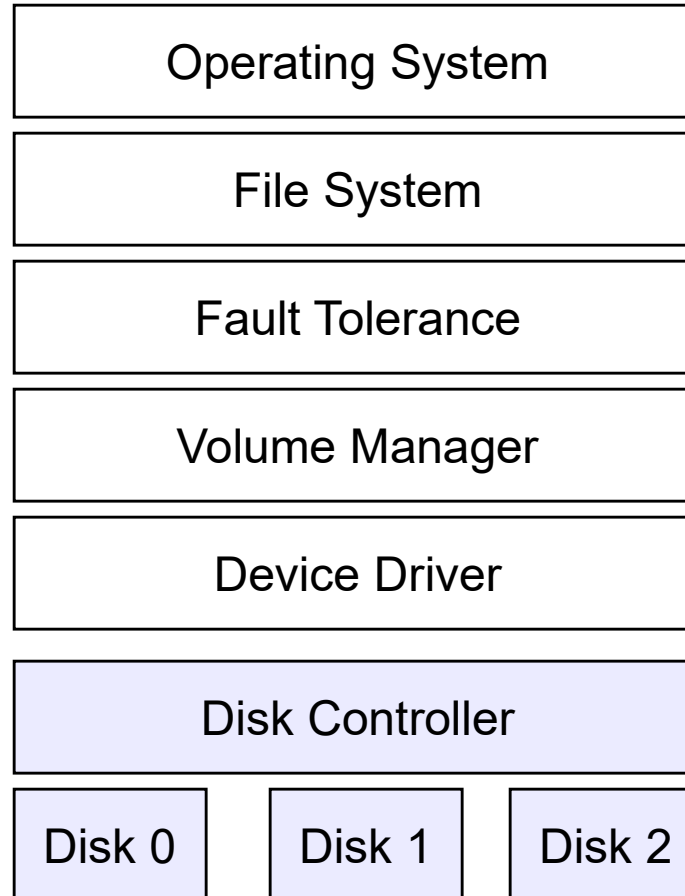 Operating System
File System
Fault Tolerance
Volume Manager
Device Driver
Disk Controller
Disk 0 Disk 1 Disk 2